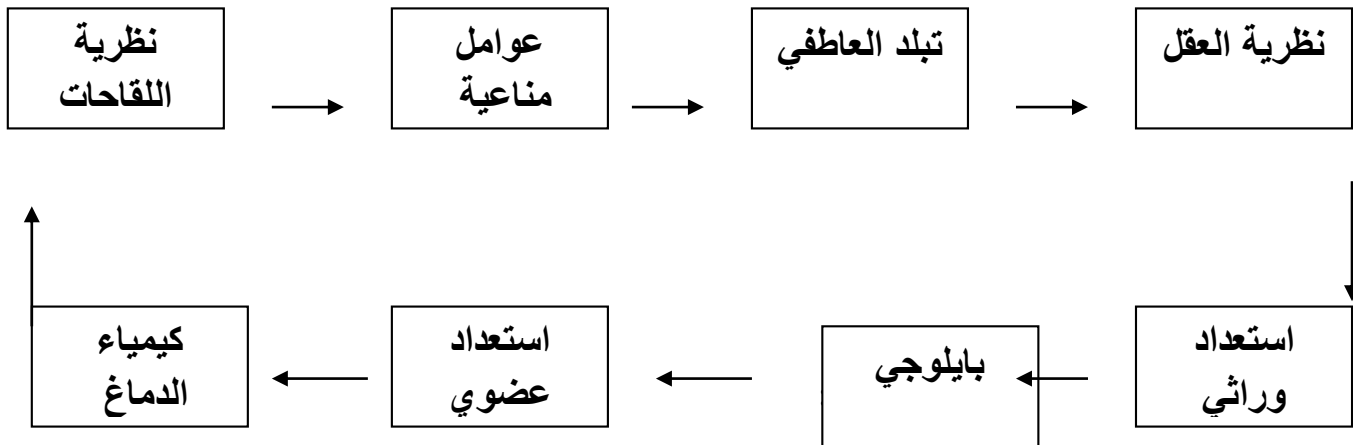 نظرية العقل
تبلد العاطفي
عوامل
مناعية
نظرية
اللقاحات
استعداد
وراثي
بايلوجي
استعداد
عضوي
كيمياء
الدماغ